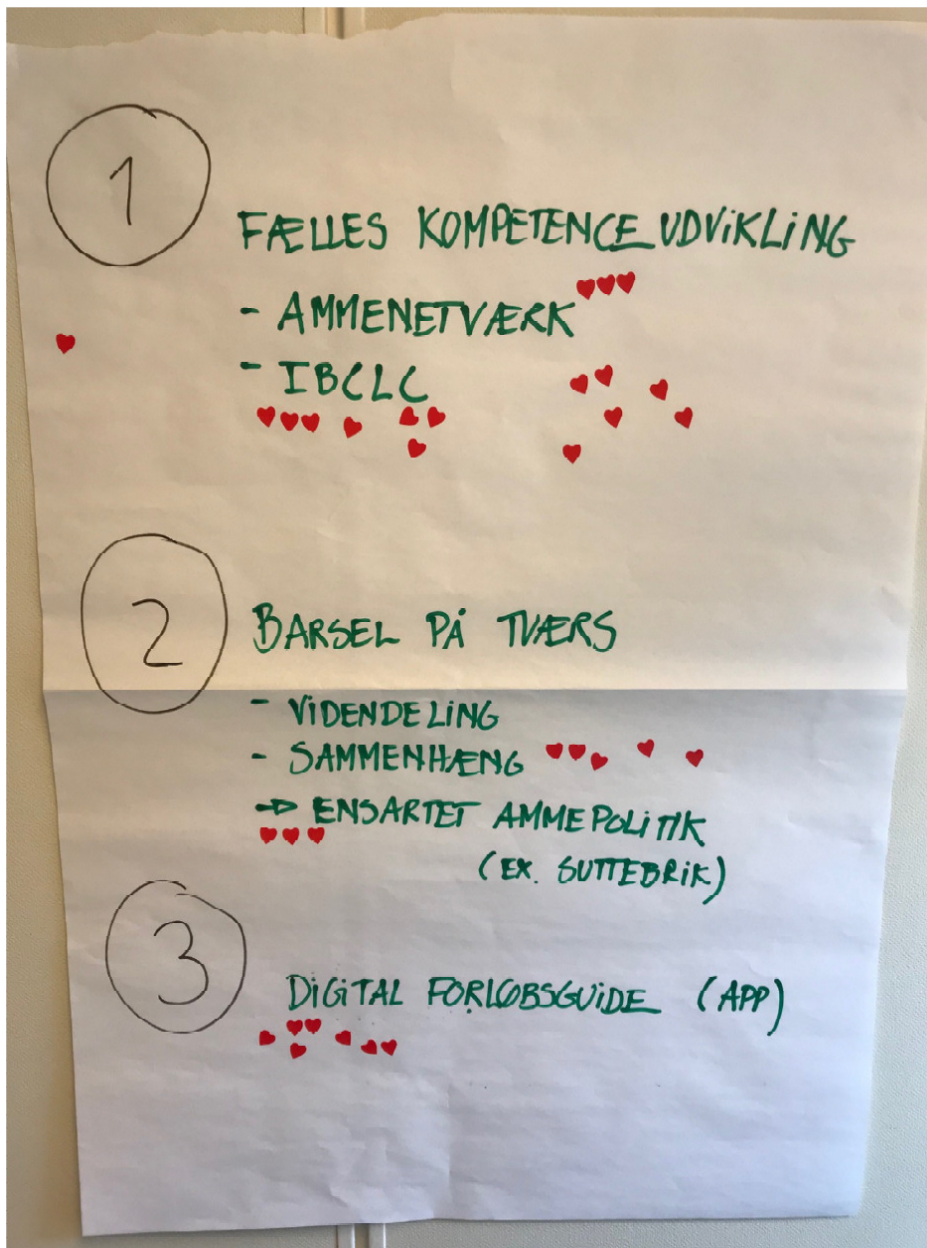 1
FÆLLES KOMPETENCEUDVIKLING
- AMMENETVÆRK
- IBCLC
2
BARSEL PÅ TVÆRS
- VIDENDELING
- SAMMENHÆNG
→ ENSARTET AMMEPOLITIK
(EX. SUTTEBRIK)
3
DIGITAL FORLØBSGUIDE (APP)